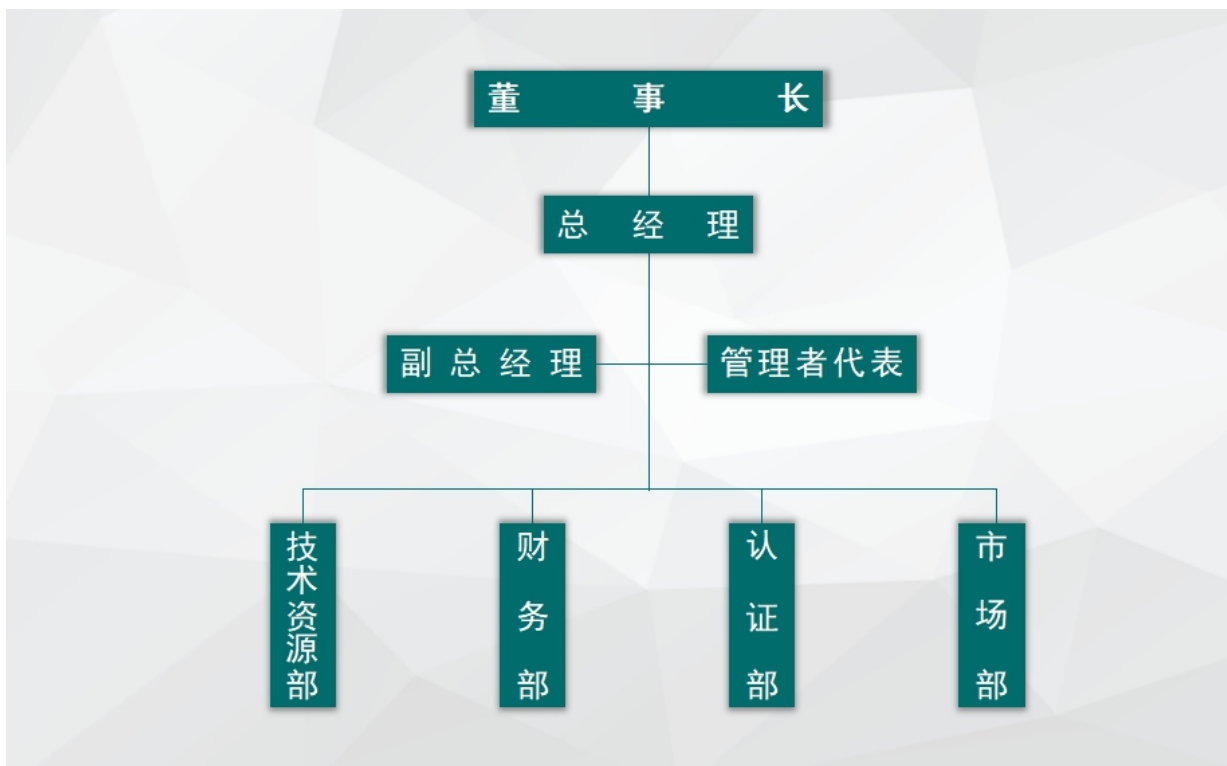 董事长
总经理
副总经理
管理者代表
技术资源部
财务部
认证部
市场部